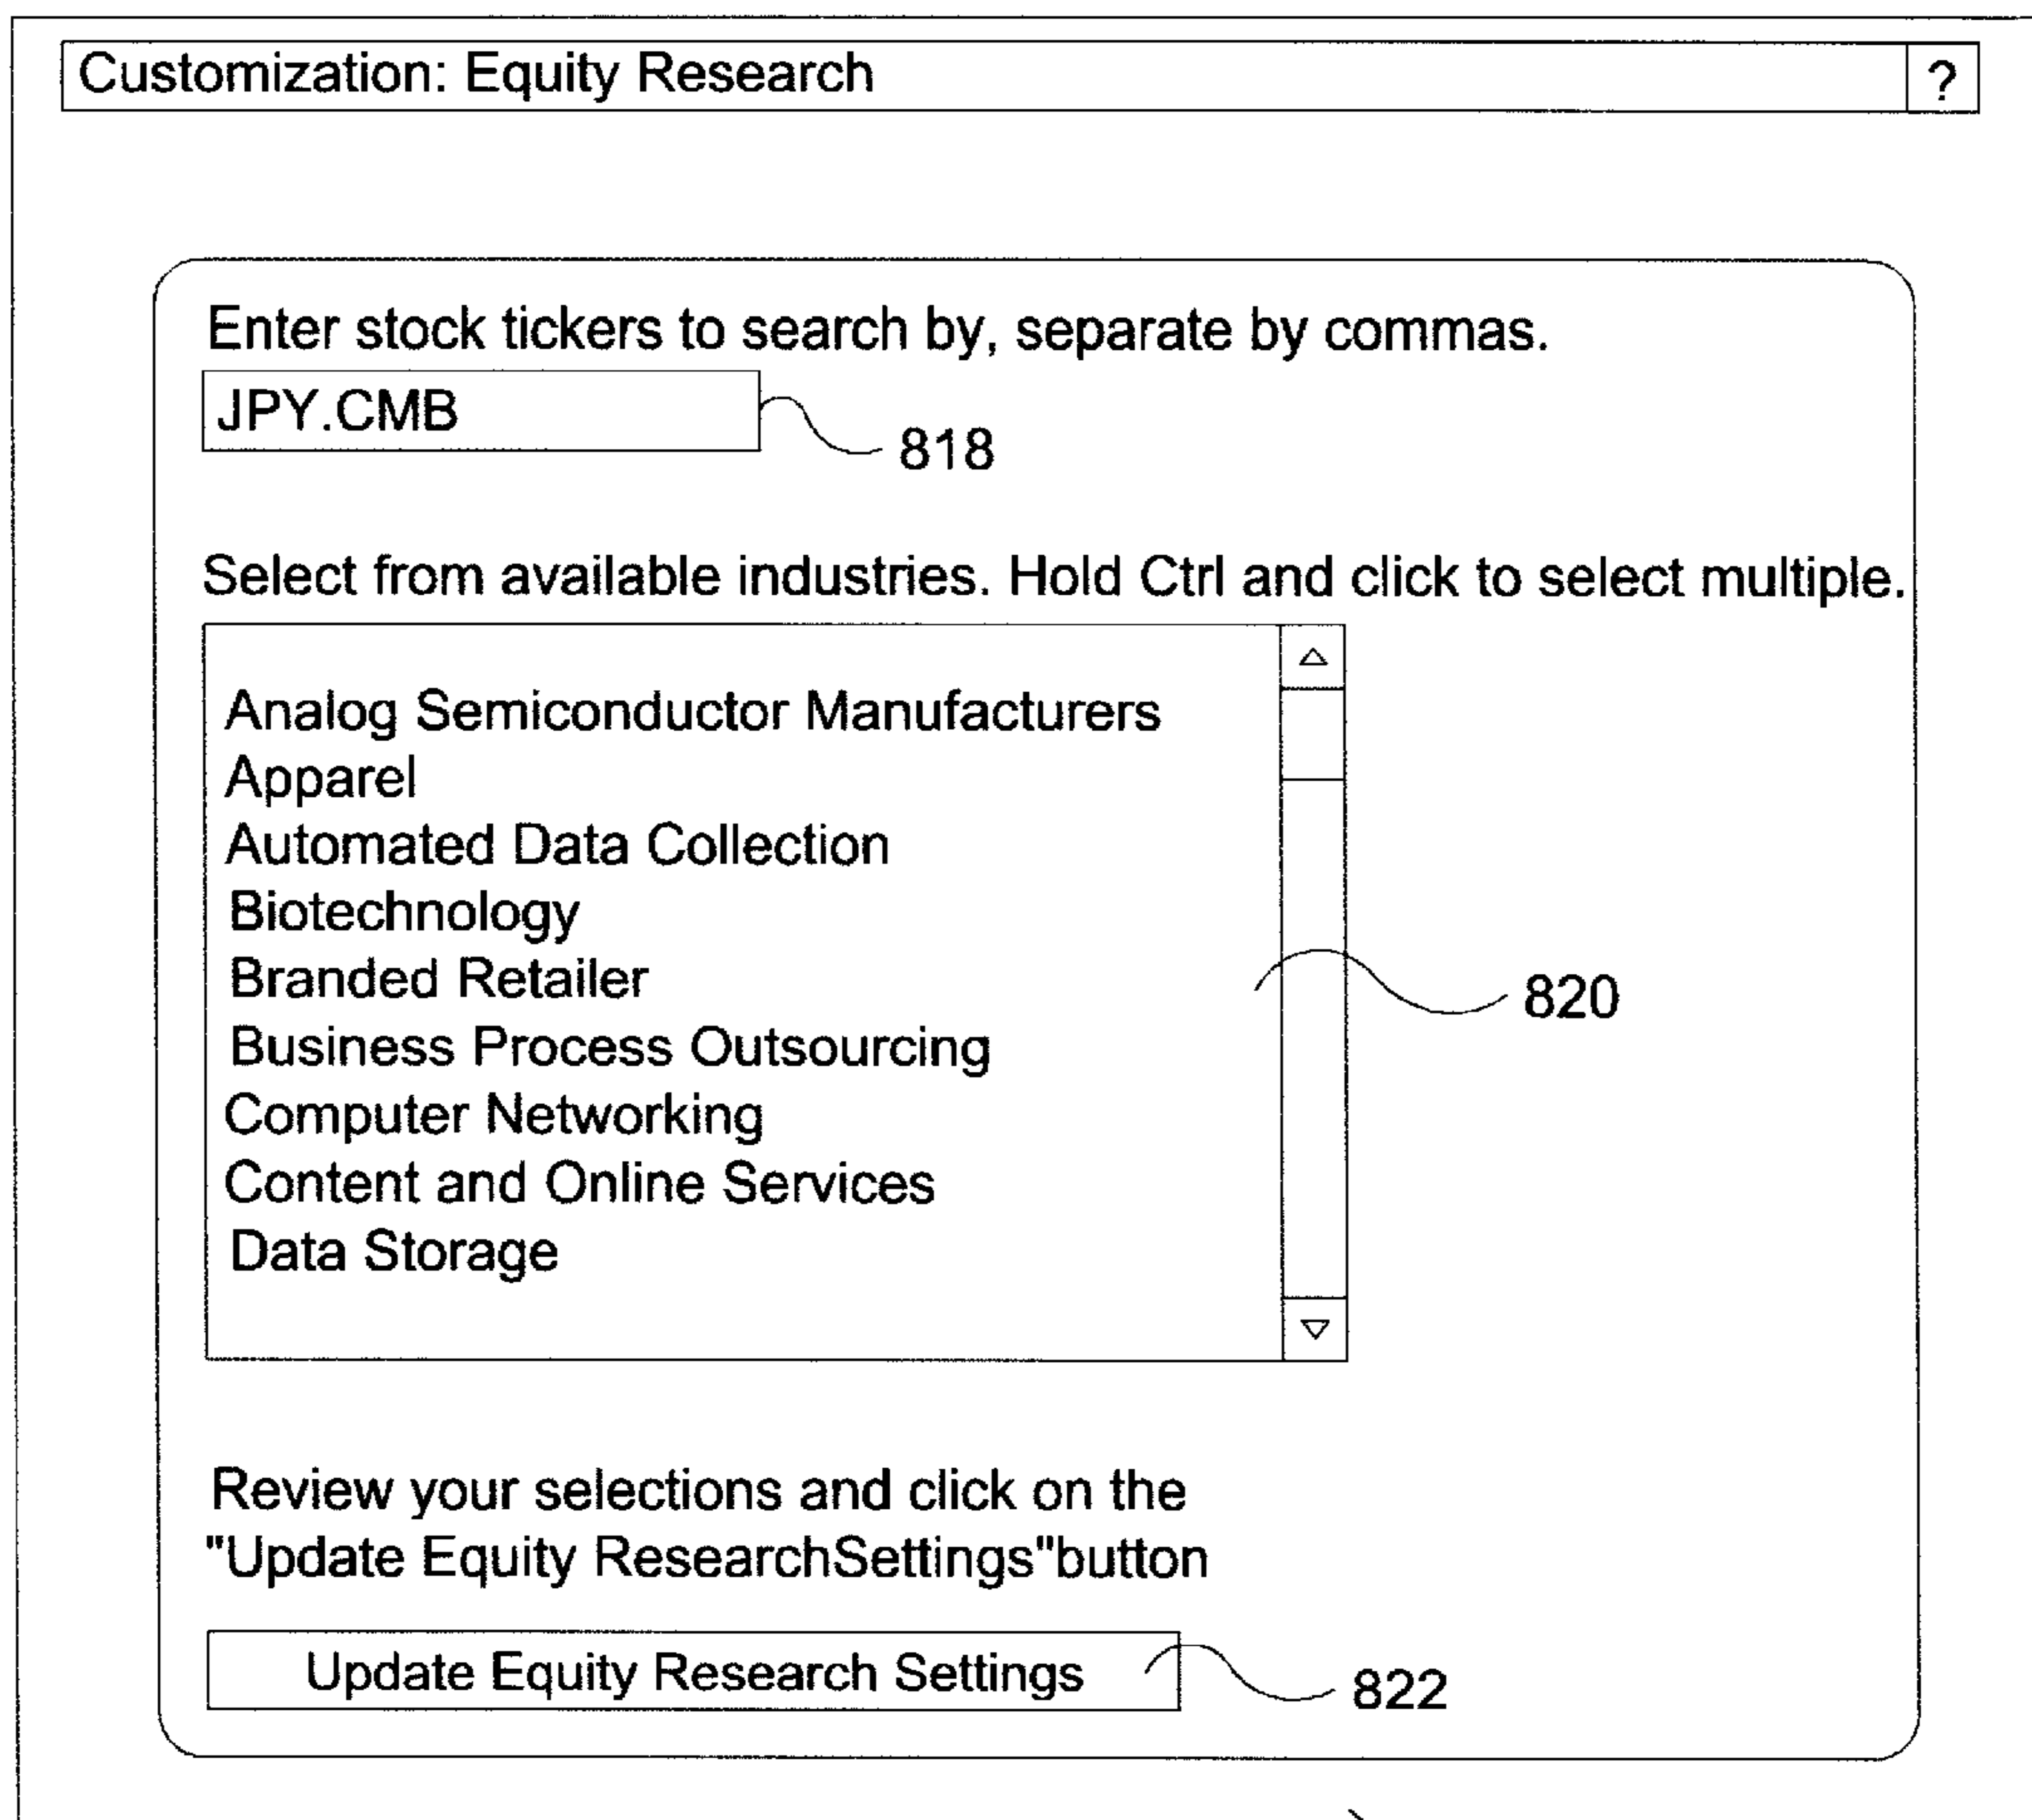 Customization: Equity Research ?
Enter stock tickers to search by, separate by commas.
JPY.CMB
818
Select from available industries. Hold Ctrl and click to select multiple.
Analog Semiconductor Manufacturers
Apparel
Automated Data Collection
Biotechnology
Branded Retailer
820
Business Process Outsourcing
Computer Networking
Content and Online Services
Data Storage
Review your selections and click on the
"Update Equity ResearchSettings"button
Update Equity Research Settings
822